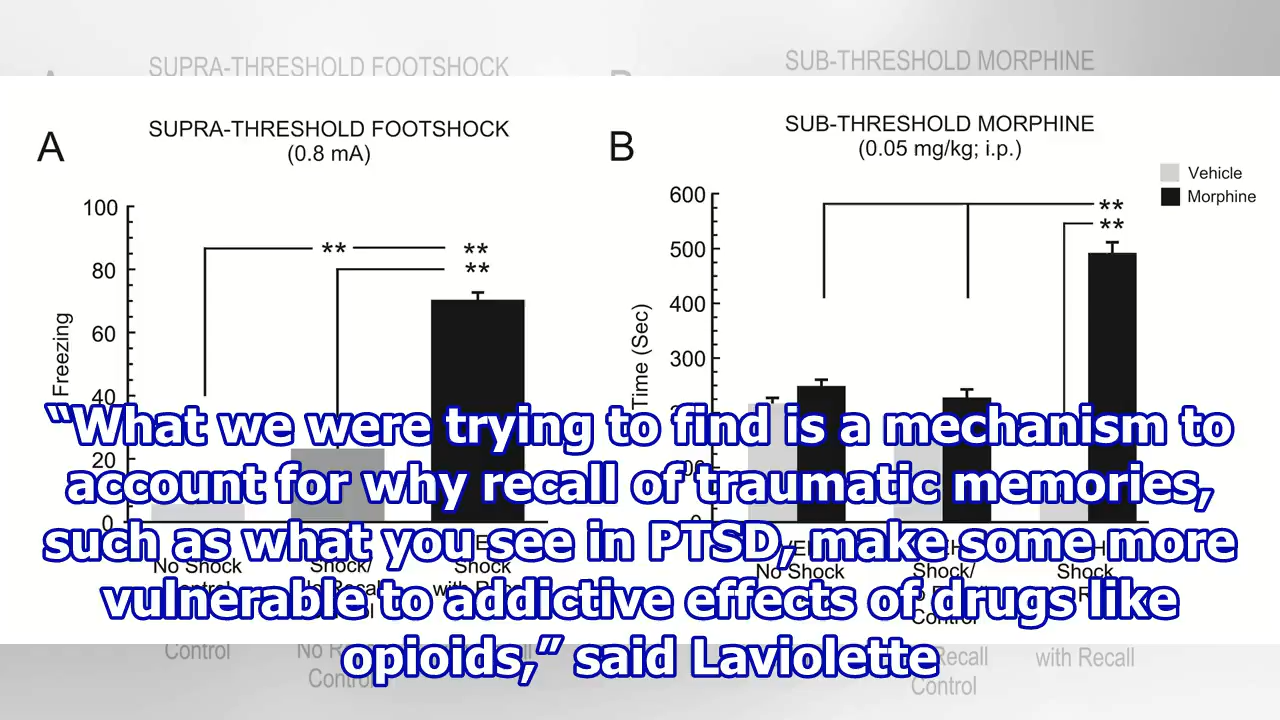 SUPRA-THRESHOLD FOOTSHOCK
SUB-THRESHOLD MORPHINE
A
SUPRA-THRESHOLD FOOTSHOCK
(0.8 mA)
B
SUB-THRESHOLD MORPHINE
(0.05 mg/kg; i.p.)
Vehicle
Morphine
100
80
60
40
20
0
Freezing
**
**
**
600
500
400
300
Time (Sec)
**
**
“What we were trying to find is a mechanism to
account for why recall of traumatic memories,
such as what you see in PTSD, make some more
vulnerable to addictive effects of drugs like
opioids,” said Laviolette
No Shock
Shock/
Shock
No Shock
Shock/
Control
Shock
Control
No
Recall
Control
with Recall